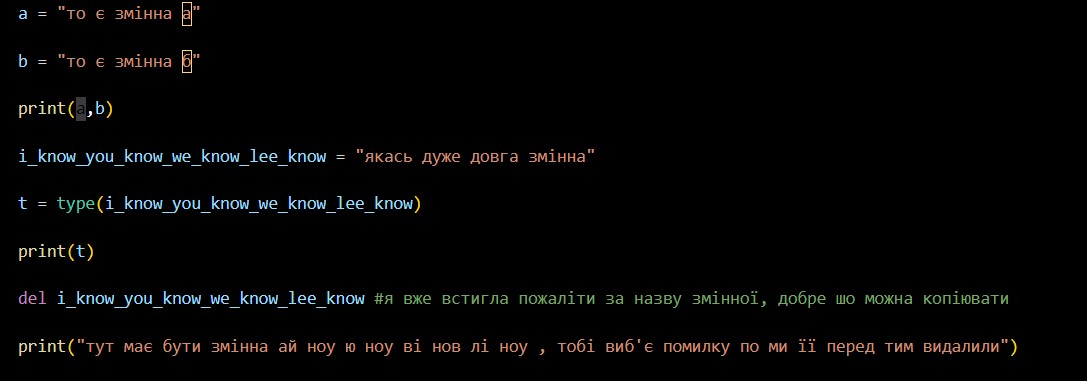 a = "то є змінна а"
b = "то є змінна б"
print(a,b)
i_know_you_know_we_know_lee_know = "якась дуже довга змінна"
t = type(i_know_you_know_we_know_lee_know)
print(t)
del i_know_you_know_we_know_lee_know #я вже встигла пожаліти за назву змінної, добре шо можна копіювати
print("тут має бути змінна ай ноу ю ноу ві нов лі ноу , тобі виб'є помилку по ми її перед тим видалили")